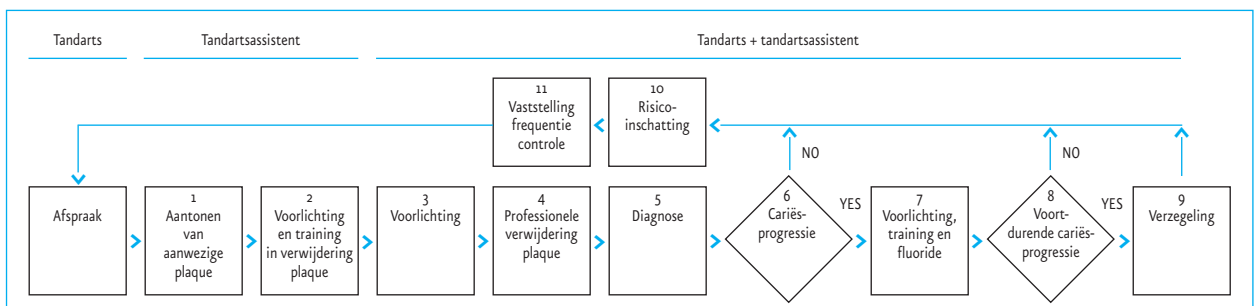 Tandarts
Tandartsassistent
Tandarts + tandartsassistent
11
Vaststelling
frequentie
controle
10
Risico-
inschatting
NO
NO
Afspraak
1
Aantonen
van
aanwezige
plaque
2
Voorlichting
en training
in verwijdering
plaque
3
Voorlichting
4
Professionele
verwijdering
plaque
5
Diagnose
6
Cariës-
progressie
YES
7
Voorlichting,
training en
fluoride
8
Voort-
durende cariës-
progressie
YES
9
Verzegeling